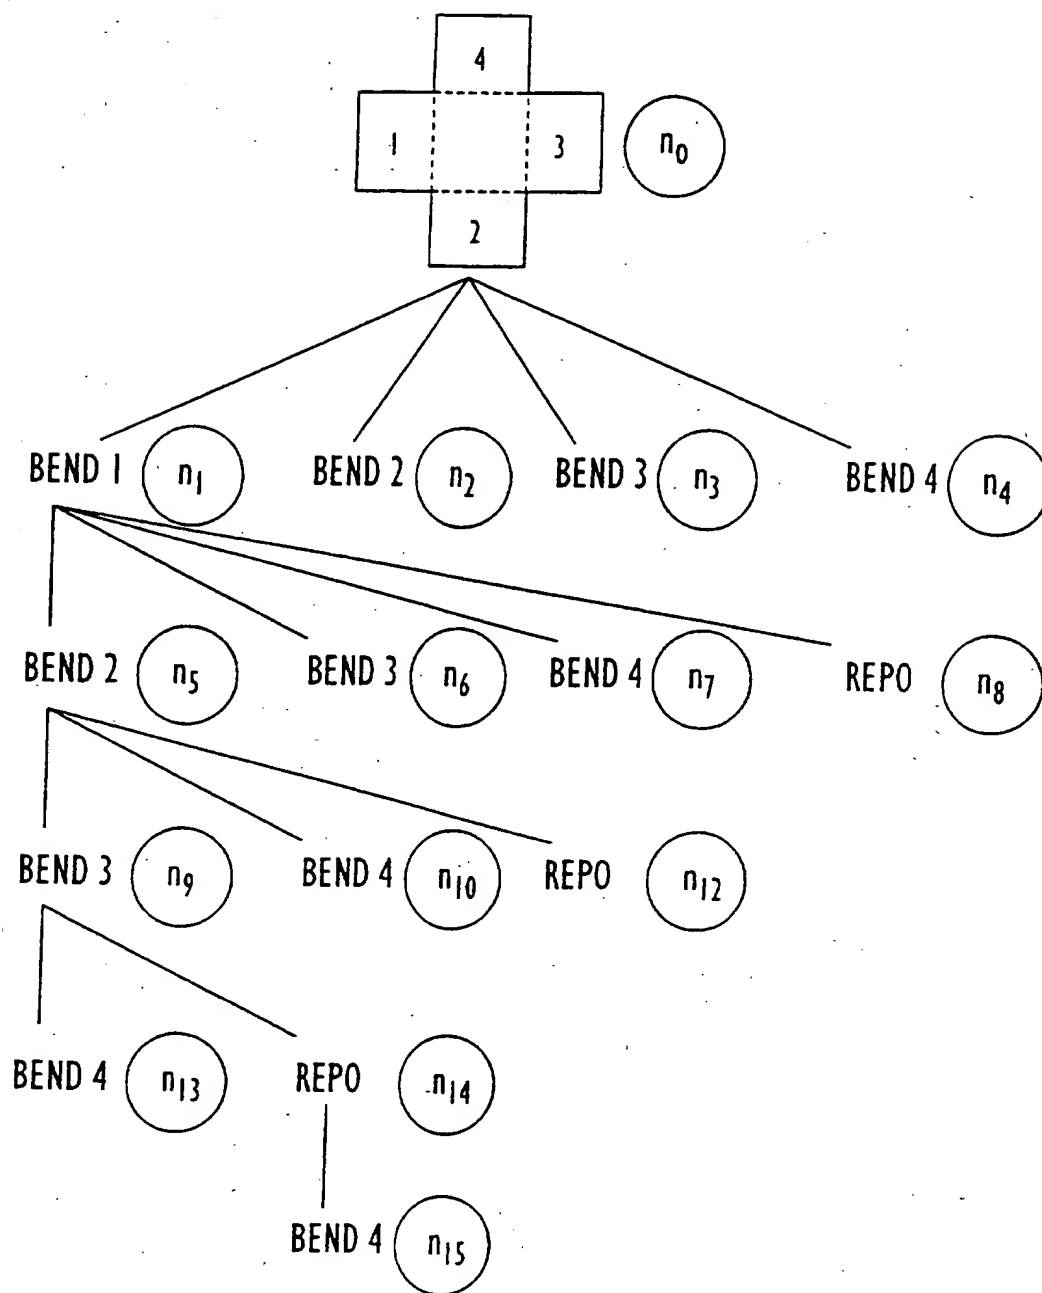 4
1 3 n0
2
BEND 1 n1 BEND 2 n2 BEND 3 n3 BEND 4 n4
BEND 2 n5 BEND 3 n6 BEND 4 n7 REPO n8
BEND 3 n9 BEND 4 n10 REPO n12
BEND 4 n13 REPO n14
BEND 4 n15